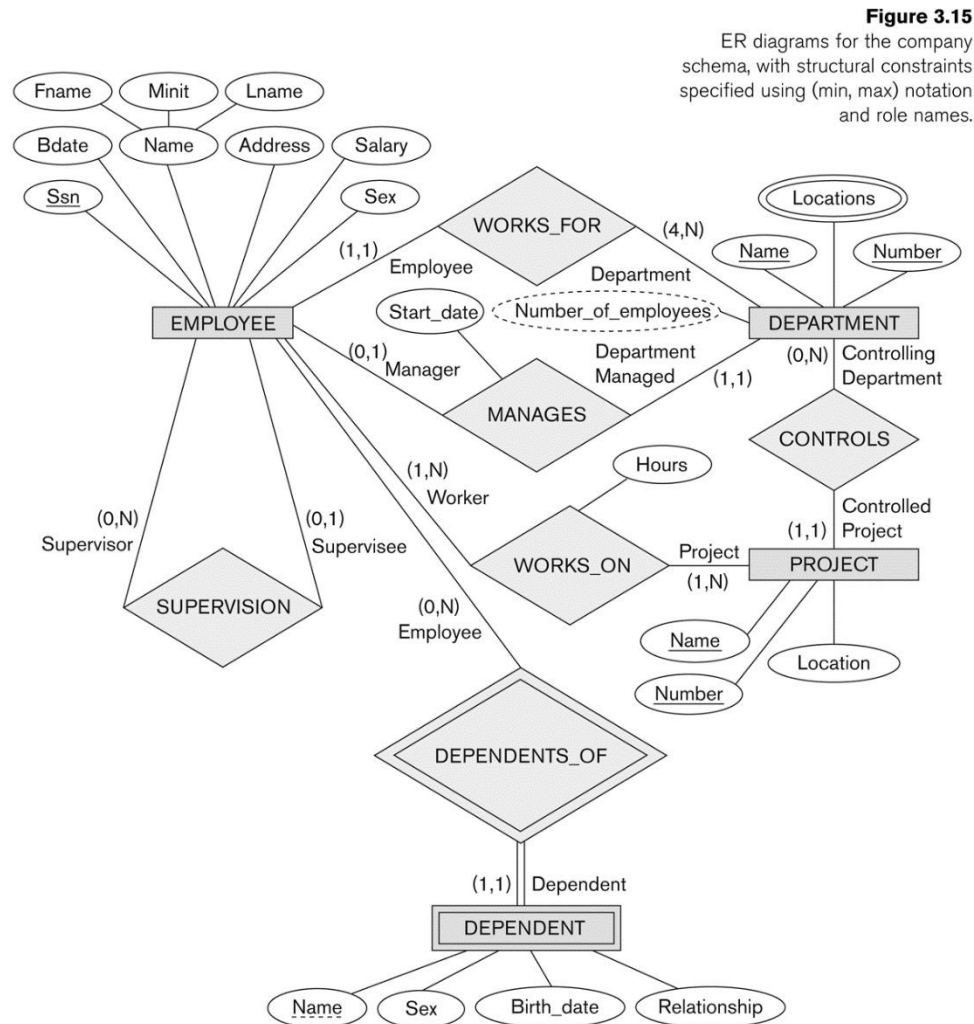 Figure 3.15
ER diagrams for the company
schema, with structural constraints
specified using (min, max) notation
and role names.
Fname
Minit
Lname
Bdate
Name
Address
Salary
Ssn
Sex
WORKS_FOR
Locations
Name
Number
(1,1)
Employee
(4,N)
Department
Start_date
Number_of_employees
EMPLOYEE
DEPARTMENT
(0,1)
Manager
Department
Managed
(1,1)
(0,N)
Controlling
Department
MANAGES
CONTROLS
Hours
(1,N)
Worker
(0,N)
Supervisor
(0,1)
Supervisee
Controlled
Project
(1,1)
WORKS_ON
Project
(1,N)
PROJECT
SUPERVISION
(0,N)
Employee
Name
Location
Number
DEPENDENTS_OF
(1,1)
Dependent
DEPENDENT
Name
Sex
Birth_date
Relationship